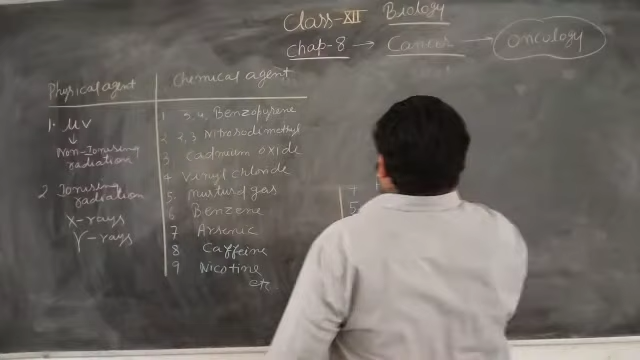 Class-XII Biology
chap-8 → Cancer → oncology
Physical agent
1. UV
↓
Non-Ionising
radiation
2 Ionising
radiation
X-rays
γ-rays
Chemical agent
1 3,4 Benzopyrene
2 2,3 Nitrosodimethyl
3 Cadmium oxide
4 Vinyl chloride
5. Musturd gas
6 Benzene
7 Arsenic
8 Caffeine
9 Nicotine
etc.